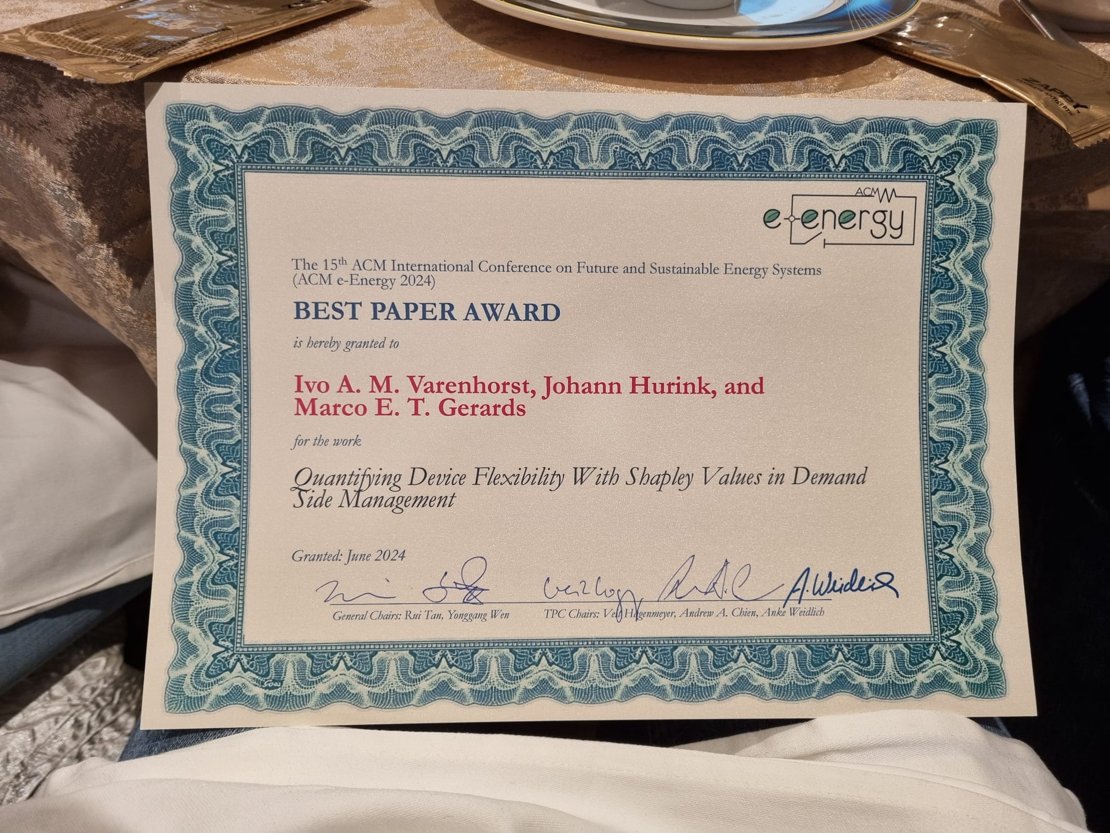 ACM
e-energy
The 15th ACM International Conference on Future and Sustainable Energy Systems
(ACM e-Energy 2024)
BEST PAPER AWARD
is hereby granted to
Ivo A. M. Varenhorst, Johann Hurink, and
Marco E. T. Gerards
for the work
Quantifying Device Flexibility With Shapley Values in Demand
Side Management
Granted: June 2024
A. Weidlich
General Chairs: Rui Tan, Yonggang Wen TPC Chairs: Veit Hagenmeyer, Andrew A. Chien, Anke Weidlich